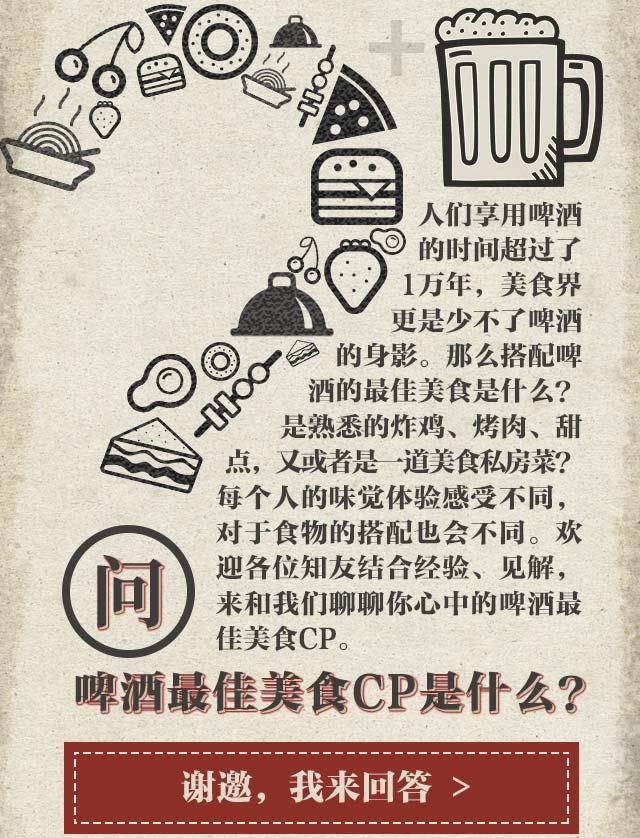 人们享用啤酒
的时间超过了
1万年，美食界
更是少不了啤酒
的身影。那么搭配啤
酒的最佳美食是什么？
是熟悉的炸鸡、烤肉、甜
点，又或者是一道美食私房菜？
每个人的味觉体验感受不同，
对于食物的搭配也会不同。欢
迎各位知友结合经验、见解，
来和我们聊聊你心中的啤酒最
佳美食CP。
问
啤酒最佳美食CP是什么？
谢邀，我来回答 >